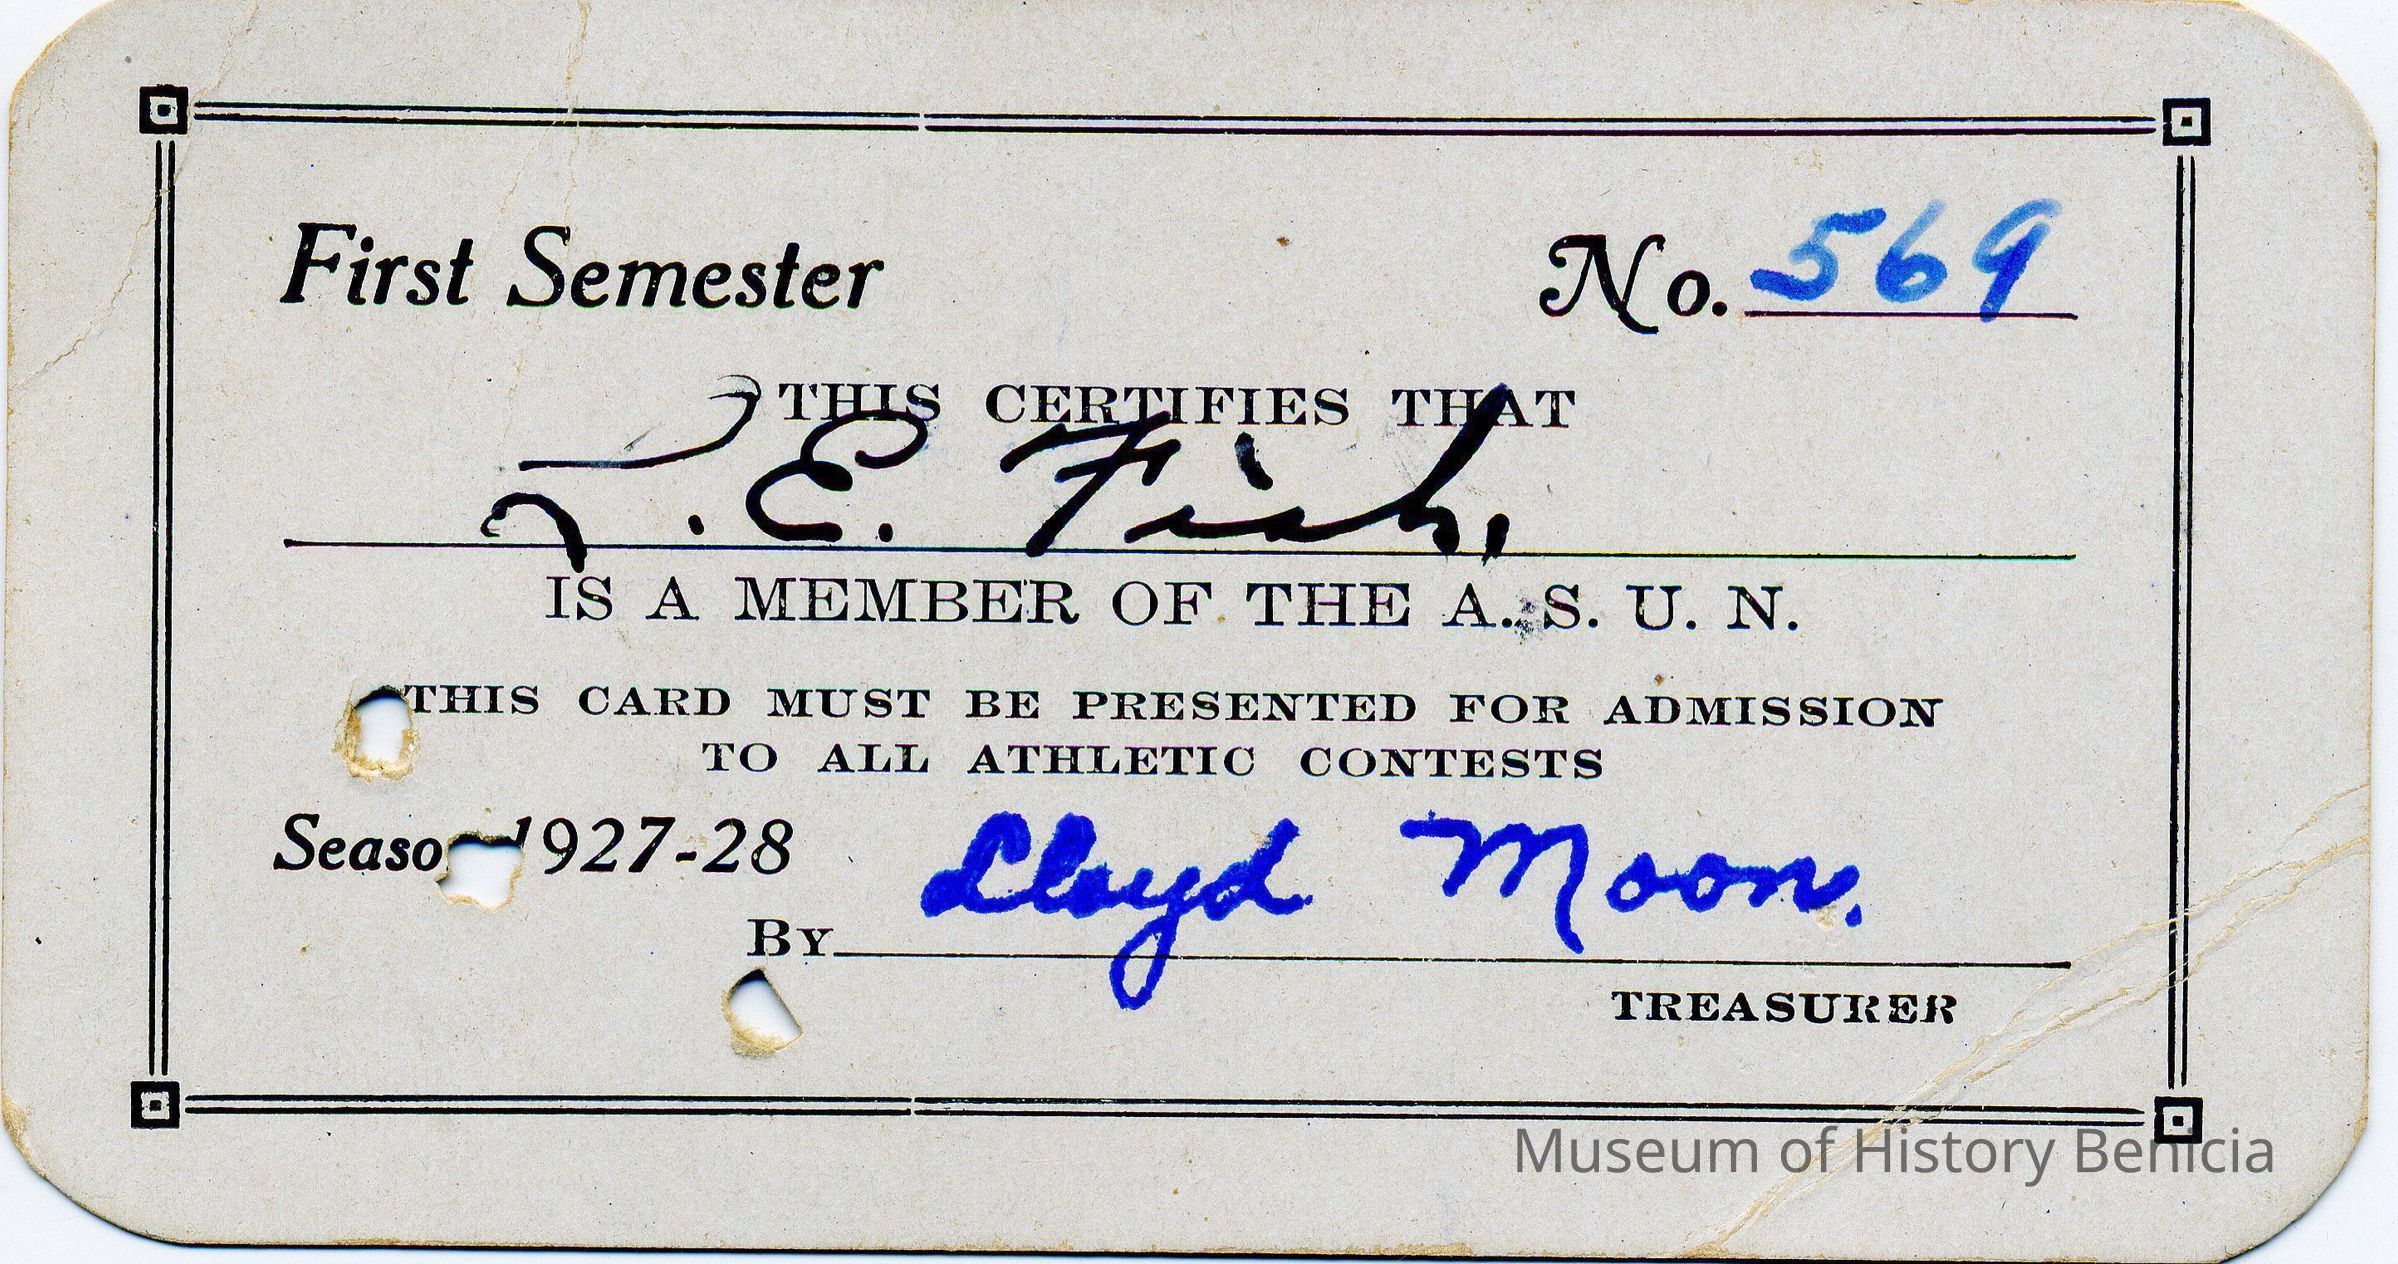 First Semester No. 569
THIS CERTIFIES THAT
E. Fish.
IS A MEMBER OF THE A. S. U. N.
THIS CARD MUST BE PRESENTED FOR ADMISSION
TO ALL ATHLETIC CONTESTS
Seaso 1927-28
Lloyd Moon.
By
TREASURER
Museum of History Benicia